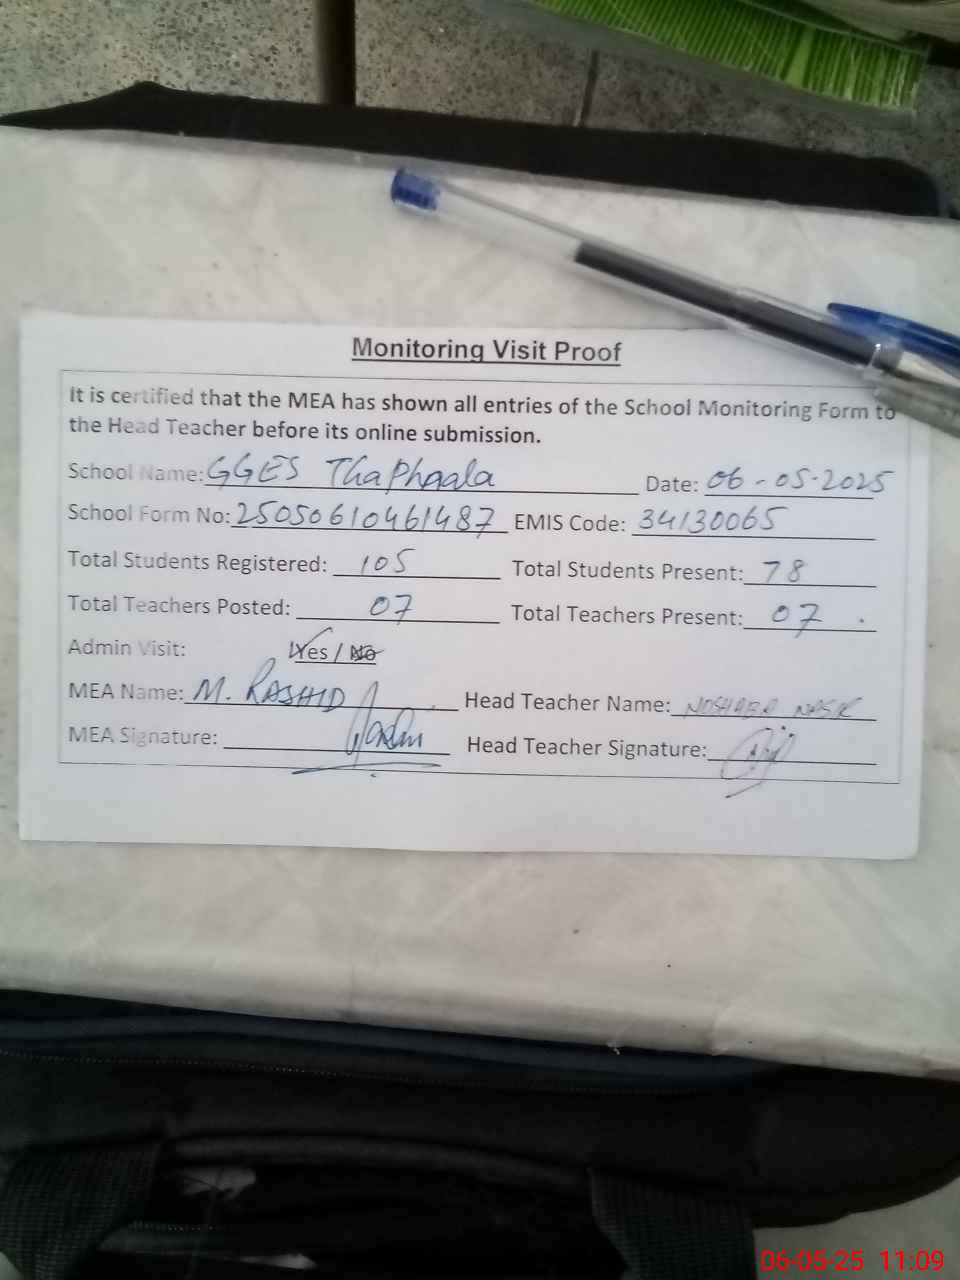 Monitoring Visit Proof
It is certified that the MEA has shown all entries of the School Monitoring Form to
the Head Teacher before its online submission.
School Name: GGES ThaPhaala Date: 06-05-2025
School Form No: 25050610461487 EMIS Code: 34130065
Total Students Registered: 105 Total Students Present: 78
Total Teachers Posted: 07 Total Teachers Present: 07
Admin Visit: Yes / No
MEA Name: M. RASHID Head Teacher Name:
MEA Signature: Head Teacher Signature:
06-05-25 11:09